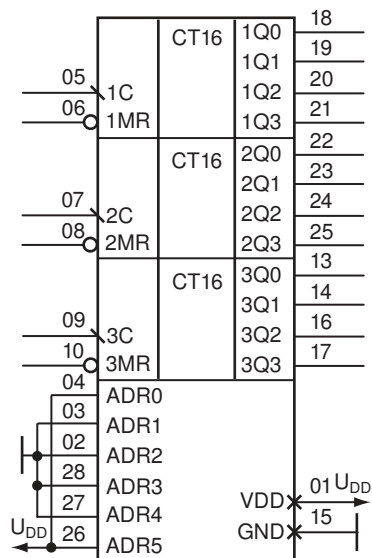 CT16 1Q0 18
1Q1 19
05 1C 1Q2 20
06 1MR 1Q3 21
CT16 2Q0 22
2Q1 23
07 2C 2Q2 24
08 2MR 2Q3 25
CT16 3Q0 13
3Q1 14
09 3C 3Q2 16
10 3MR 3Q3 17
04 ADR0
03 ADR1
02 ADR2
28 ADR3
27 ADR4 VDD 01 UDD
UDD 26 ADR5 GND 15